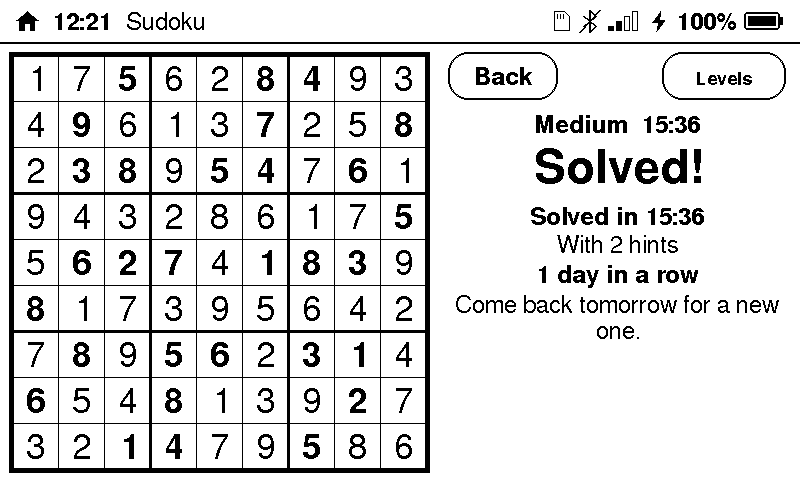 12:21 Sudoku 100%
Back Levels
Medium 15:36
Solved!
Solved in 15:36
With 2 hints
1 day in a row
Come back tomorrow for a new
one.
1 7 5 6 2 8 4 9 3
4 9 6 1 3 7 2 5 8
2 3 8 9 5 4 7 6 1
9 4 3 2 8 6 1 7 5
5 6 2 7 4 1 8 3 9
8 1 7 3 9 5 6 4 2
7 8 9 5 6 2 3 1 4
6 5 4 8 1 3 9 2 7
3 2 1 4 7 9 5 8 6